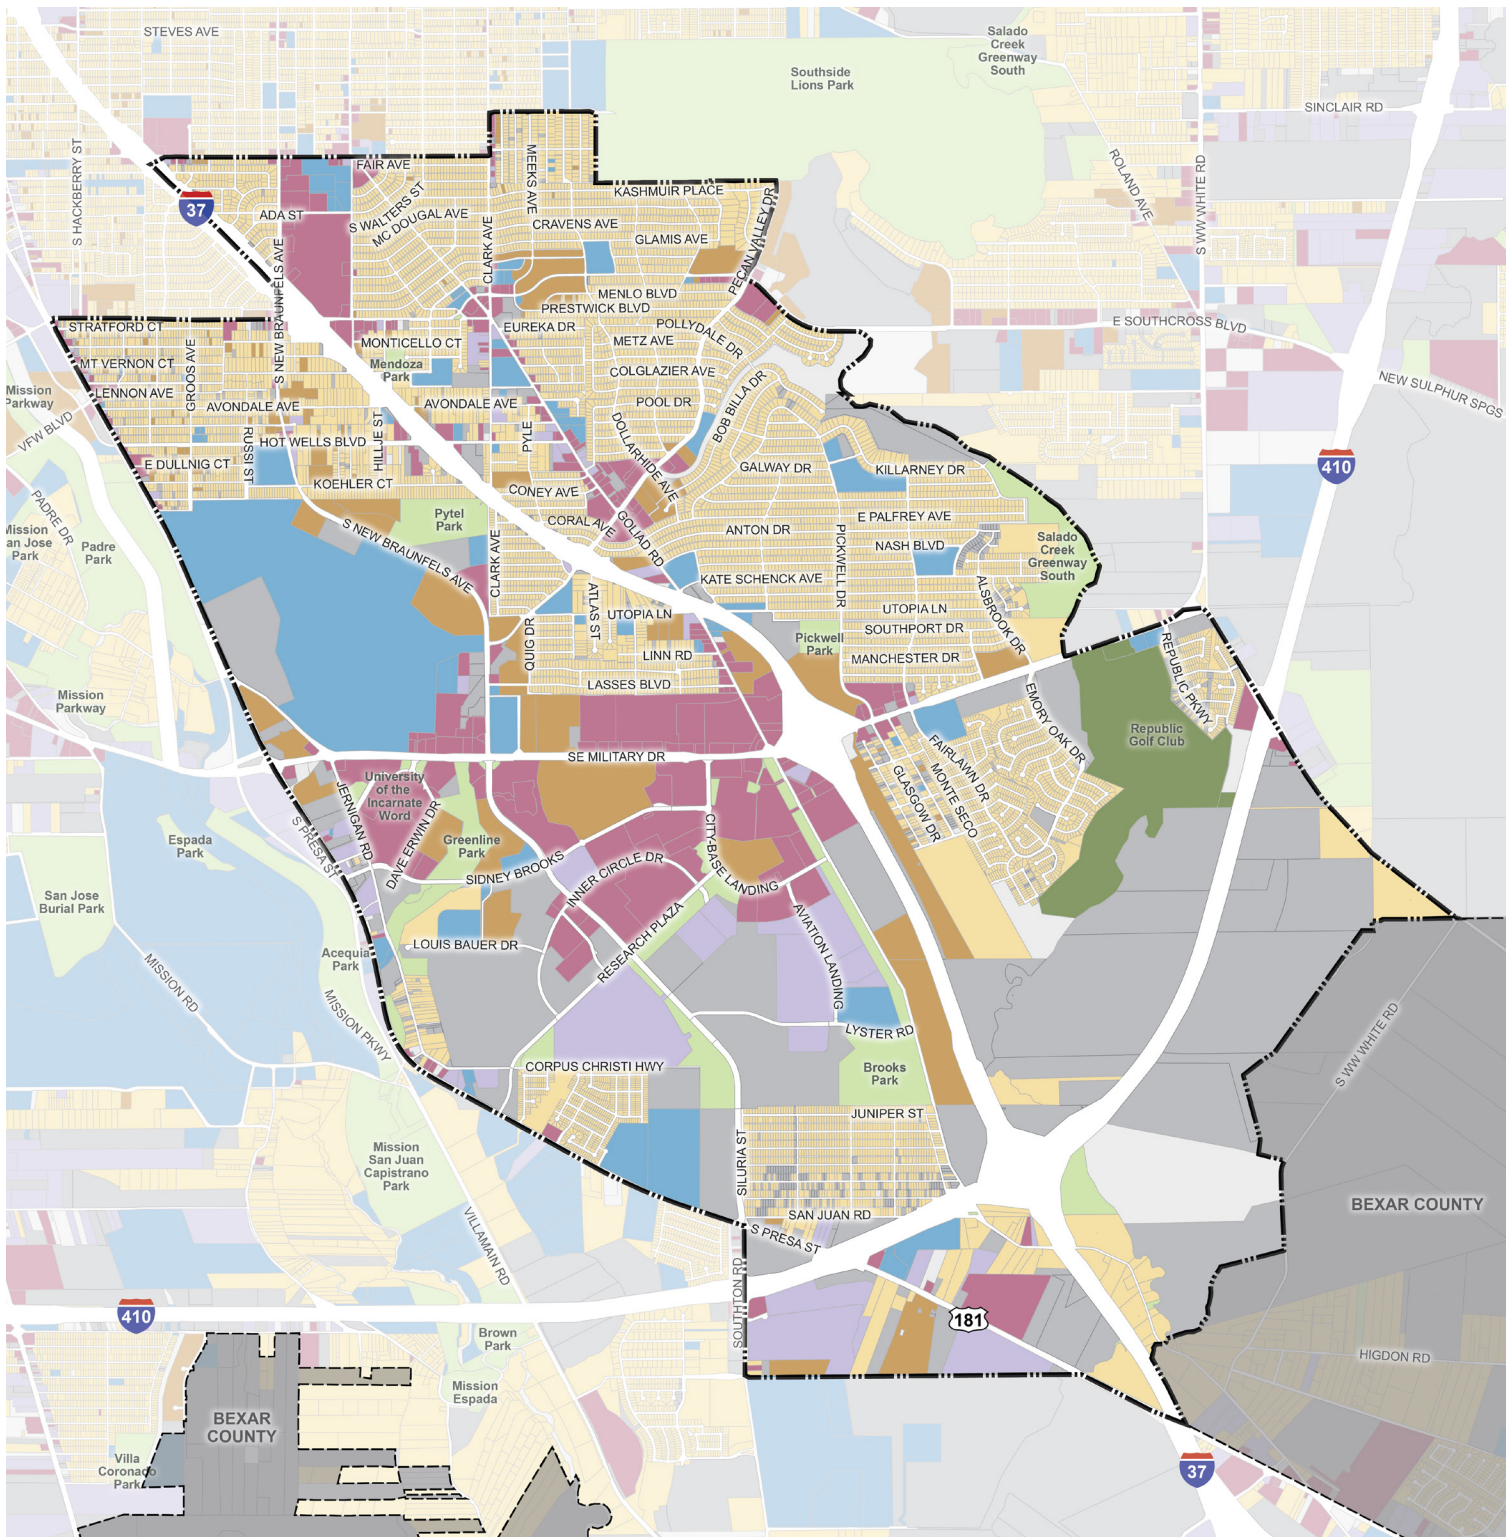 STEVES AVE
Salado
Creek
Greenway
South
Southside
Lions Park
SINCLAIR RD
S HACKBERRY ST
FAIR AVE
MEEKS AVE
ROLAND AVE
S WW WHITE RD
KASHMUIR PLACE
37
ADA ST
S WALTERS ST
MC DOUGAL AVE
CRAVENS AVE
GLAMIS AVE
PECAN VALLEY DR
CLARK AVE
S NEW BRAUNFELS AVE
MENLO BLVD
PRESTWICK BLVD
STRATFORD CT
EUREKA DR
POLLYDALE DR
E SOUTHCROSS BLVD
MONTICELLO CT
METZ AVE
MT VERNON CT
GROOS AVE
Mendoza
Park
COLGLAZIER AVE
NEW SULPHUR SPGS
Mission
Parkway
LENNON AVE
AVONDALE AVE
AVONDALE AVE
POOL DR
BOB BILLA DR
VFW BLVD
RUSSI ST
HOT WELLS BLVD
HILLJE ST
PYLE
DOLLARHIDE AVE
E DULLNIG CT
GALWAY DR
KILLARNEY DR
410
KOEHLER CT
CONEY AVE
PADRE DR
Pytel
Park
S NEW BRAUNFELS AVE
CORAL AVE
GOLIAD RD
ANTON DR
E PALFREY AVE
PICKWELL DR
NASH BLVD
Mission
an Jose
Park
Padre
Park
Salado
Creek
Greenway
South
CLARK AVE
KATE SCHENCK AVE
ATLAS ST
UTOPIA LN
UTOPIA LN
ALSBROOK DR
QUIG DR
SOUTHPORT DR
Pickwell
Park
LINN RD
MANCHESTER DR
REPUBLIC PKWY
LASSES BLVD
Mission
Parkway
EMORY OAK DR
Republic
Golf Club
SE MILITARY DR
FAIRLAWN DR
MONTE SECO
GLASGOW DR
University
of the
Incarnate
Word
JERNIGAN RD
DAVE ERWIN DR
S PRESA ST
Espada
Park
Greenline
Park
CITY-BASE LANDING
SIDNEY BROOKS
INNER CIRCLE DR
San Jose
Burial Park
RESEARCH PLAZA
AVIATION LANDING
LOUIS BAUER DR
Acequia
Park
MISSION RD
MISSION PKWY
LYSTER RD
S WW WHITE RD
CORPUS CHRISTI HWY
Brooks
Park
JUNIPER ST
Mission
San Juan
Capistrano
Park
SILURIA ST
BEXAR COUNTY
SAN JUAN RD
S PRESA ST
VILLAMAIN RD
SOUTHTON RD
410
181
Brown
Park
HIGDON RD
Mission
Espada
BEXAR
COUNTY
Villa
Coronado
Park
37